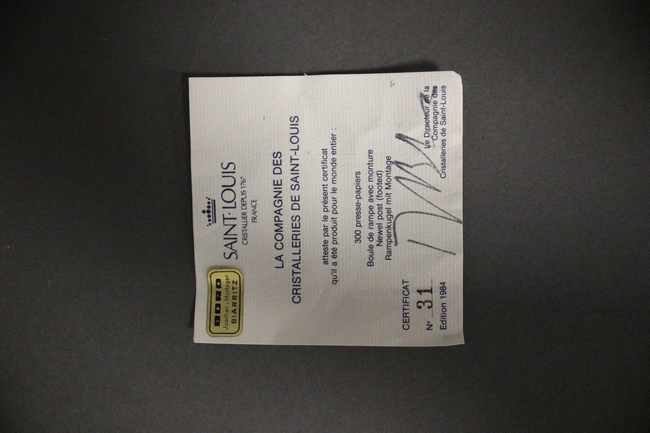 BORO
BIARRITZ
SAINT-LOUIS
CRISTALLIER DEPUIS 1767
FRANCE
LA COMPAGNIE DES
CRISTALLERIES DE SAINT-LOUIS
atteste par le présent certificat
qu'il a été produit pour le monde entier :
300 presse-papiers
Boule de rampe avec monture
Newel post (footed)
Rampenkugel mit Montage
CERTIFICAT
N° 31
Edition 1984
Le Directeur de la
Compagnie des
Cristalleries de Saint-Louis